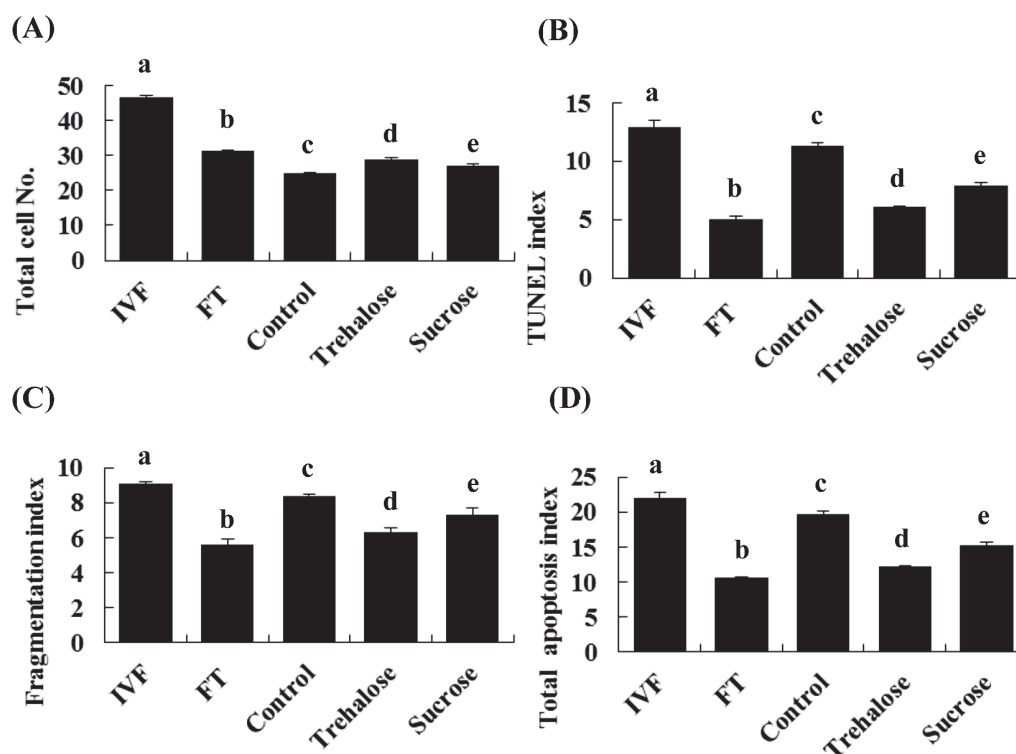 (A)
Total cell No.
50
40
30
20
10
0
a
b
c
d
e
IVF
FT
Control
Trehalose
Sucrose
(B)
TUNEL index
15
10
5
0
a
b
c
d
e
IVF
FT
Control
Trehalose
Sucrose
(C)
Fragmentation index
10
8
6
4
2
0
a
b
c
d
e
IVF
FT
Control
Trehalose
Sucrose
(D)
Total apoptosis index
25
20
15
10
5
0
a
b
c
d
e
IVF
FT
Control
Trehalose
Sucrose